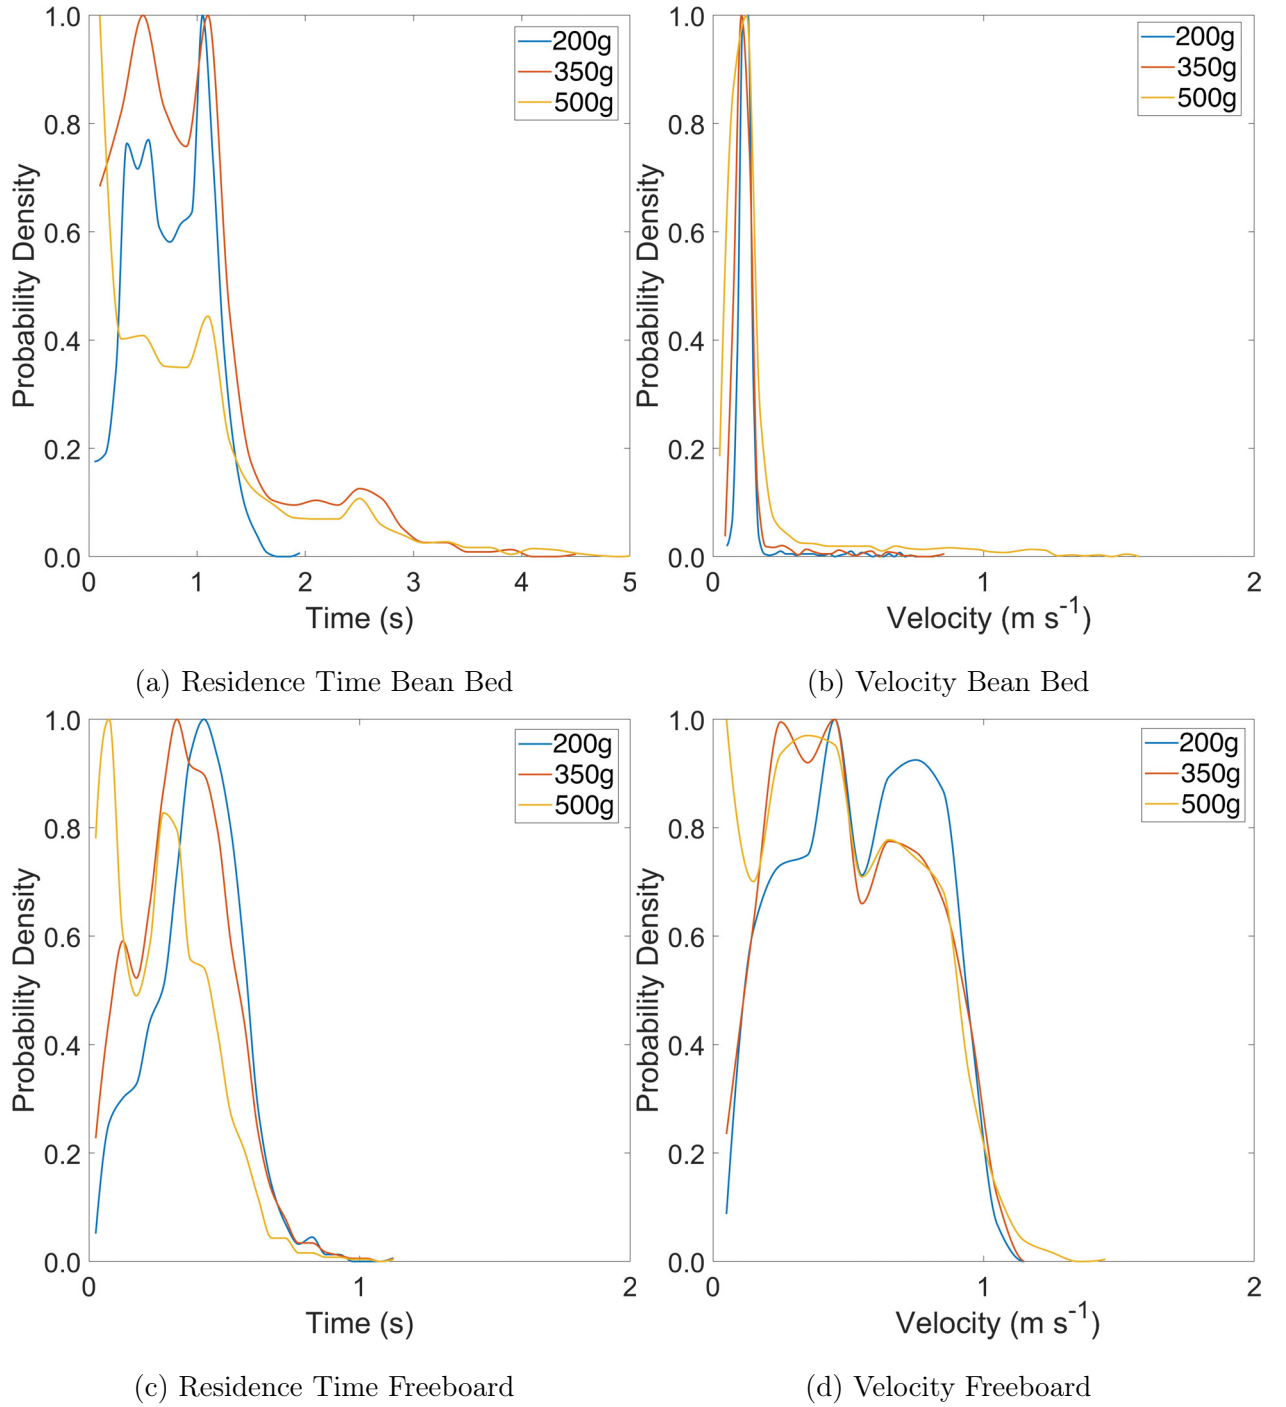 1.0
0.8
0.6
0.4
0.2
0.0
Probability Density
0 1 2 3 4 5
Time (s)
200g
350g
500g
(a) Residence Time Bean Bed
1.0
0.8
0.6
0.4
0.2
0.0
Probability Density
0 1 2
Velocity (m s-1)
200g
350g
500g
(b) Velocity Bean Bed
1.0
0.8
0.6
0.4
0.2
0.0
Probability Density
0 1 2
Time (s)
200g
350g
500g
(c) Residence Time Freeboard
1.0
0.8
0.6
0.4
0.2
0.0
Probability Density
0 1 2
Velocity (m s-1)
200g
350g
500g
(d) Velocity Freeboard